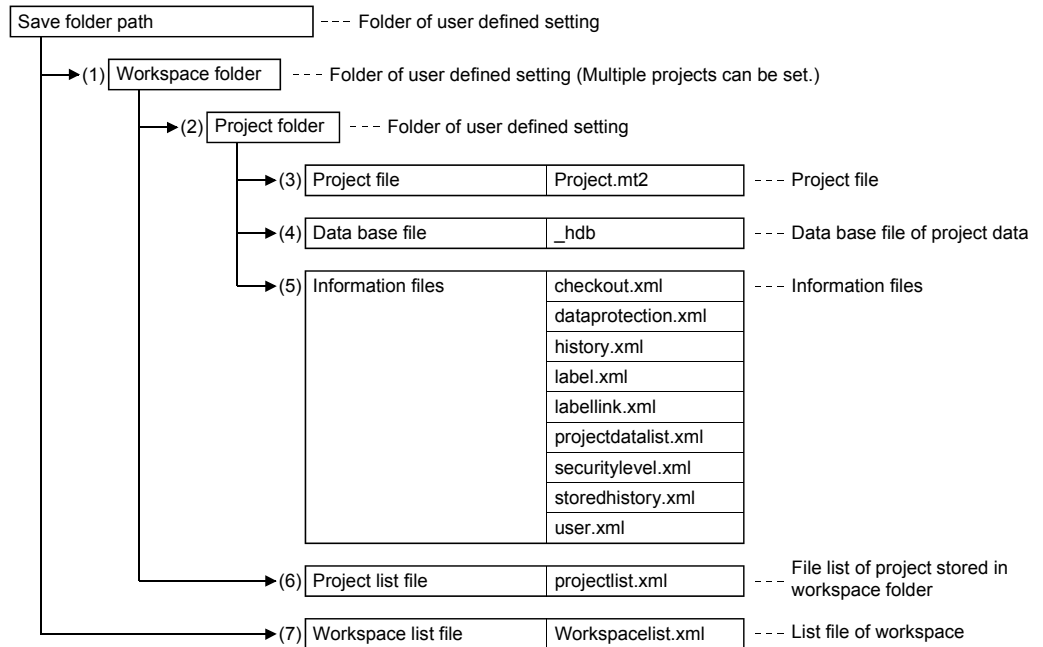 Save folder path --- Folder of user defined setting
(1) Workspace folder --- Folder of user defined setting (Multiple projects can be set.)
(2) Project folder --- Folder of user defined setting
(3) Project file Project.mt2 --- Project file
(4) Data base file _hdb --- Data base file of project data
(5) Information files checkout.xml --- Information files
dataprotection.xml
history.xml
label.xml
labellink.xml
projectdatalist.xml
securitylevel.xml
storedhistory.xml
user.xml
(6) Project list file projectlist.xml --- File list of project stored in
workspace folder
(7) Workspace list file Workspacelist.xml --- List file of workspace